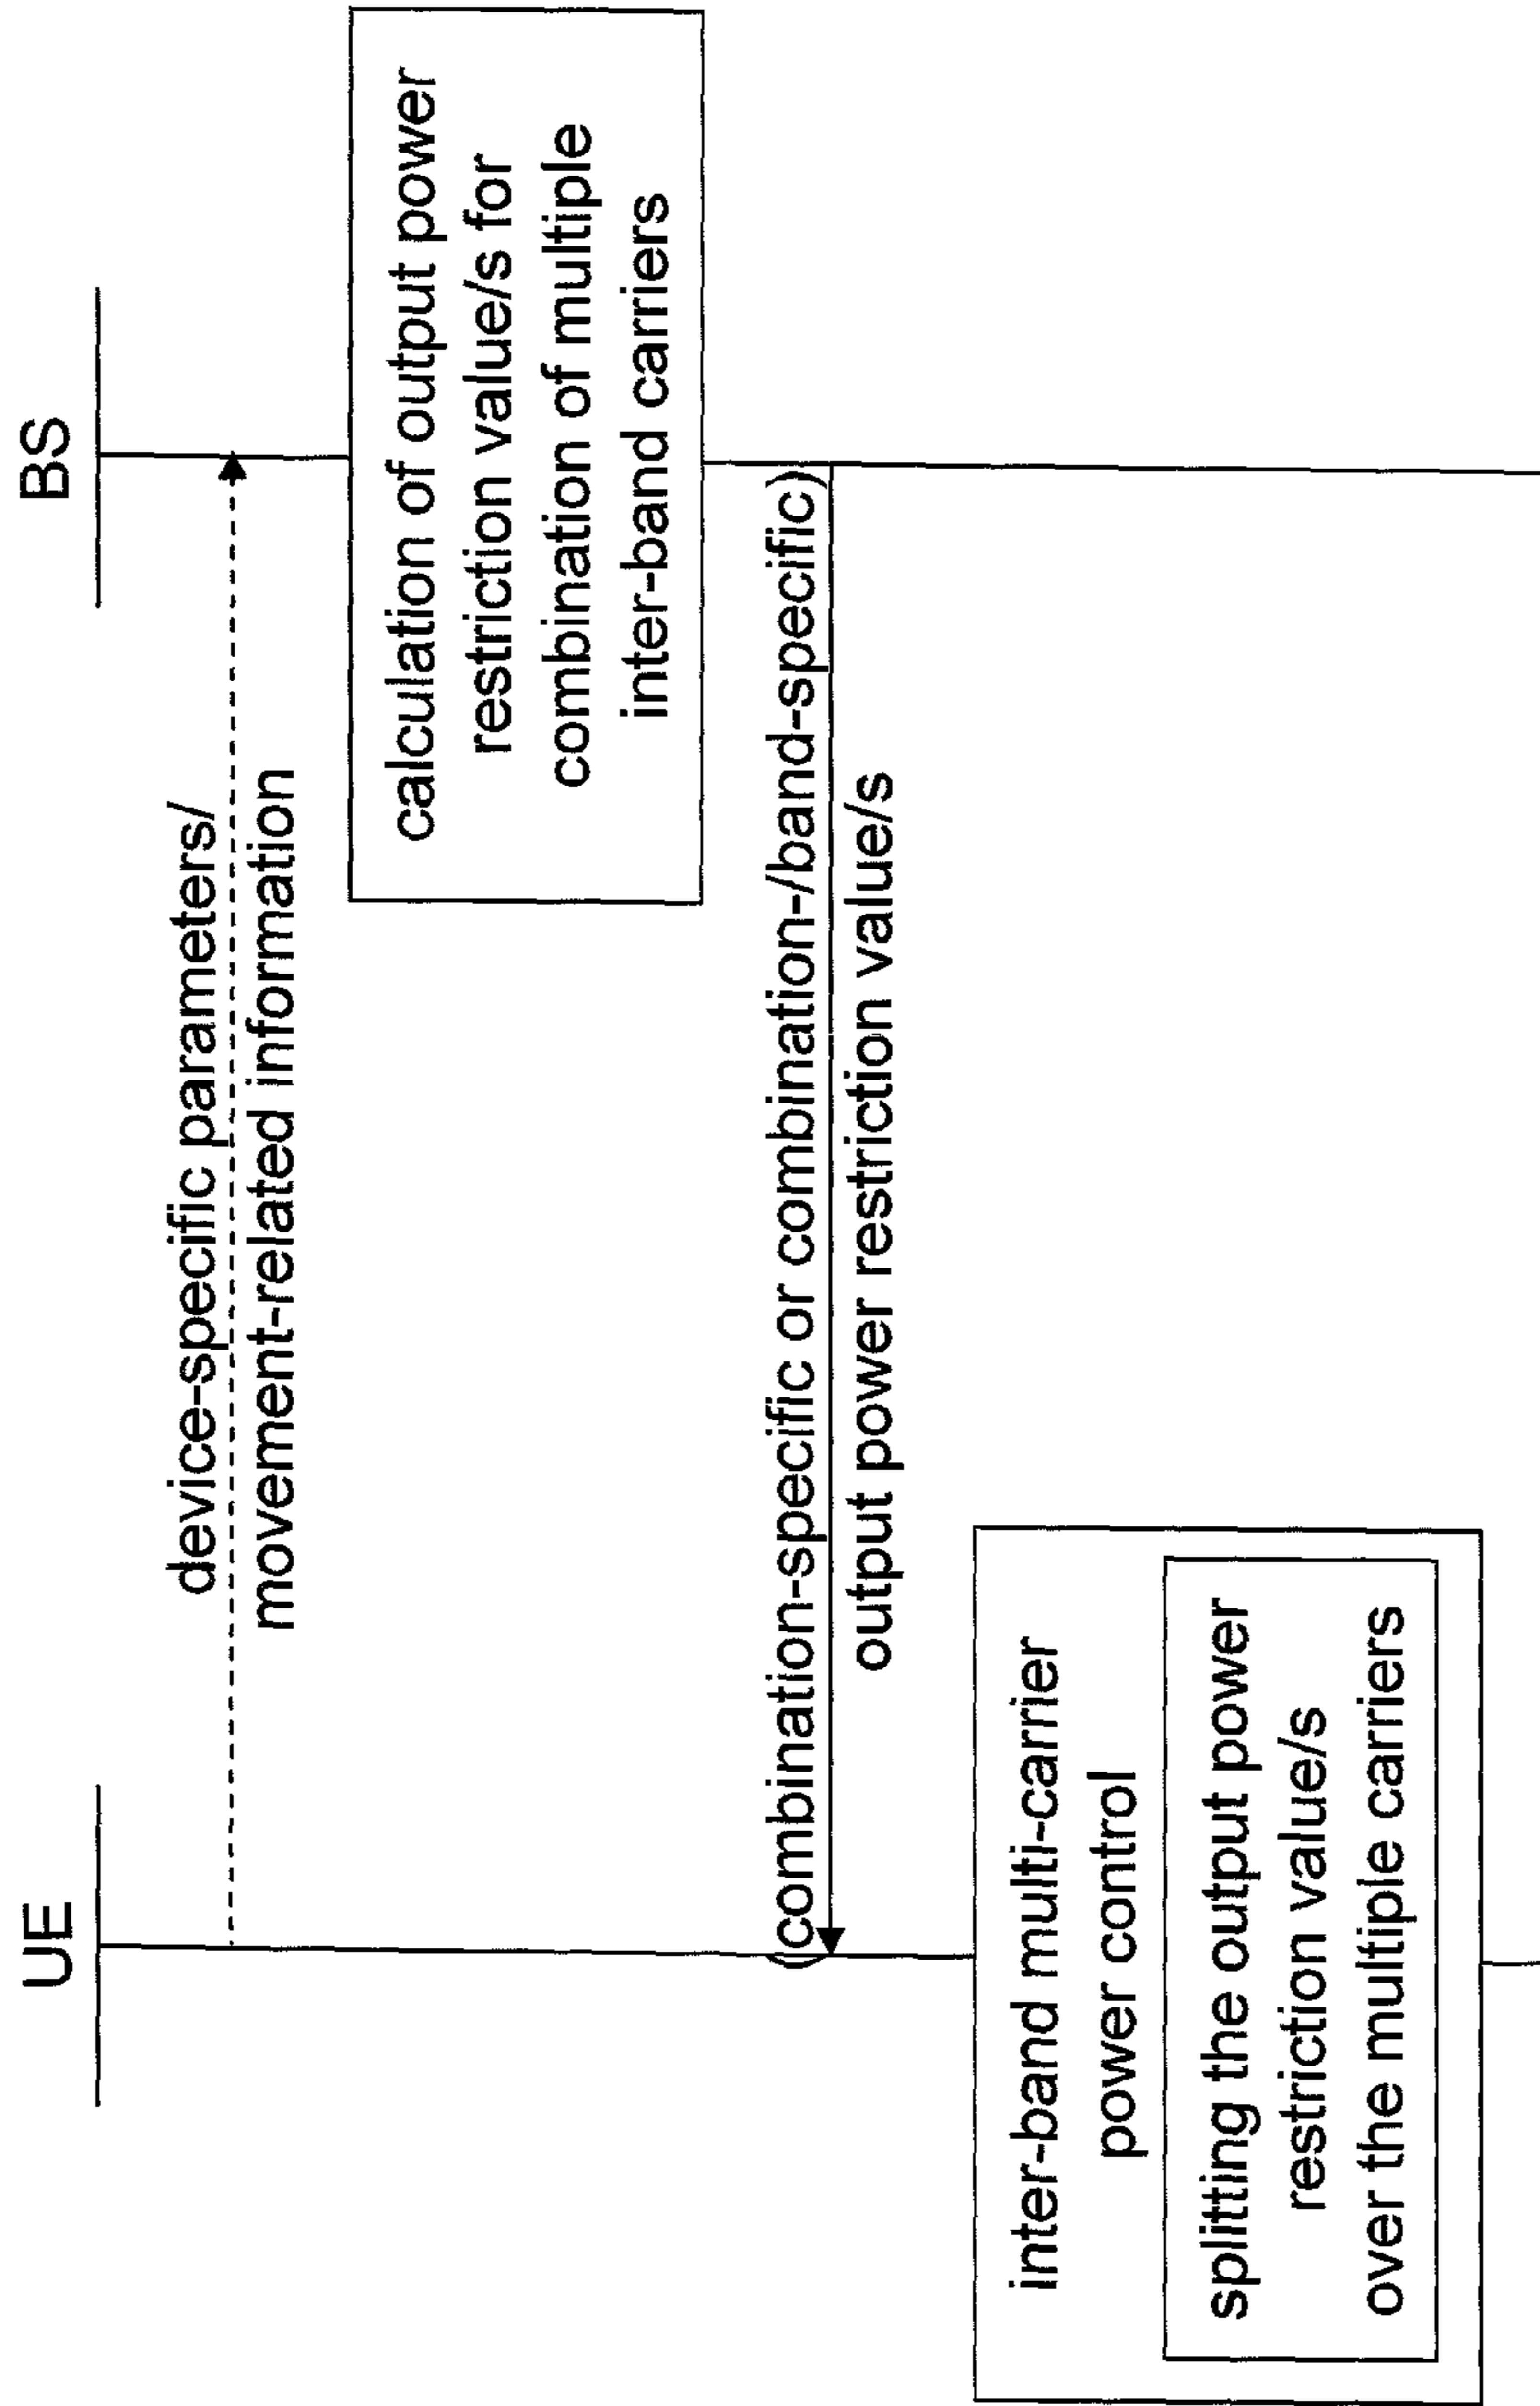 UE
BS
device-specific parameters/
movement-related information
calculation of output power
restriction value/s for
combination of multiple
inter-band carriers
(combination-specific or combination-/band-specific)
output power restriction value/s
inter-band multi-carrier
power control
splitting the output power
restriction value/s
over the multiple carriers